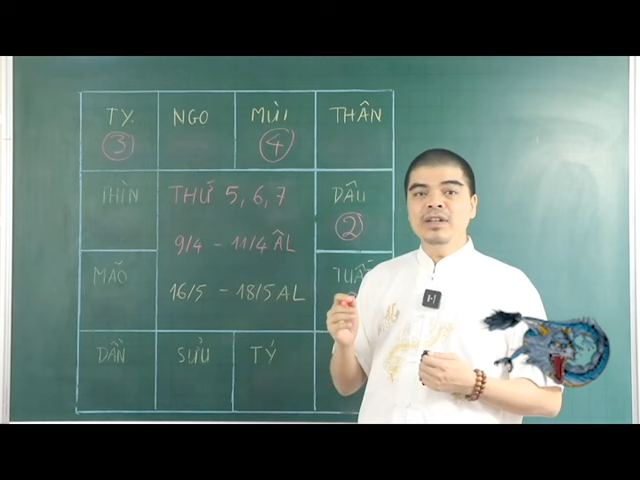 TỴ NGỌ MÙI THÂN
③ ④
THÌN THỨ 5, 6, 7 DẬU
②
9/4 - 11/4 ÂL
MÃO TUẤT
16/5 - 18/5 AL
DẦN SỬU TÝ